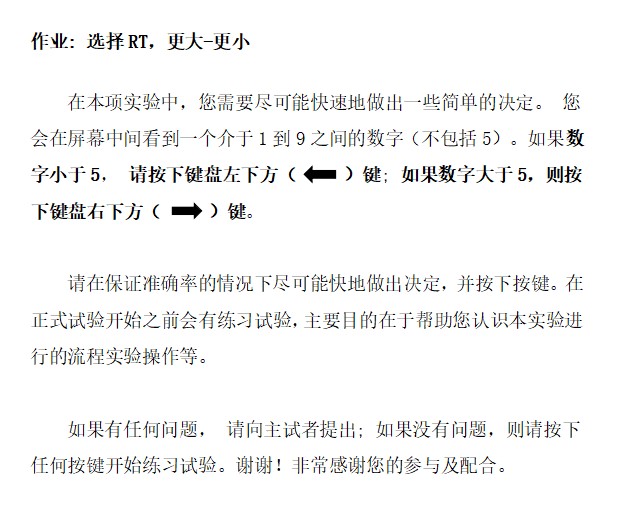 作业：选择 RT，更大-更小
在本项实验中，您需要尽可能快速地做出一些简单的决定。 您
会在屏幕中间看到一个介于 1 到 9 之间的数字（不包括 5）。如果数
字小于 5， 请按下键盘左下方（ ← ）键；如果数字大于 5，则按
下键盘右下方（ → ）键。
请在保证准确率的情况下尽可能快地做出决定，并按下按键。在
正式试验开始之前会有练习试验，主要目的在于帮助您认识本实验进
行的流程实验操作等。
如果有任何问题， 请向主试者提出；如果没有问题，则请按下
任何按键开始练习试验。谢谢！非常感谢您的参与及配合。